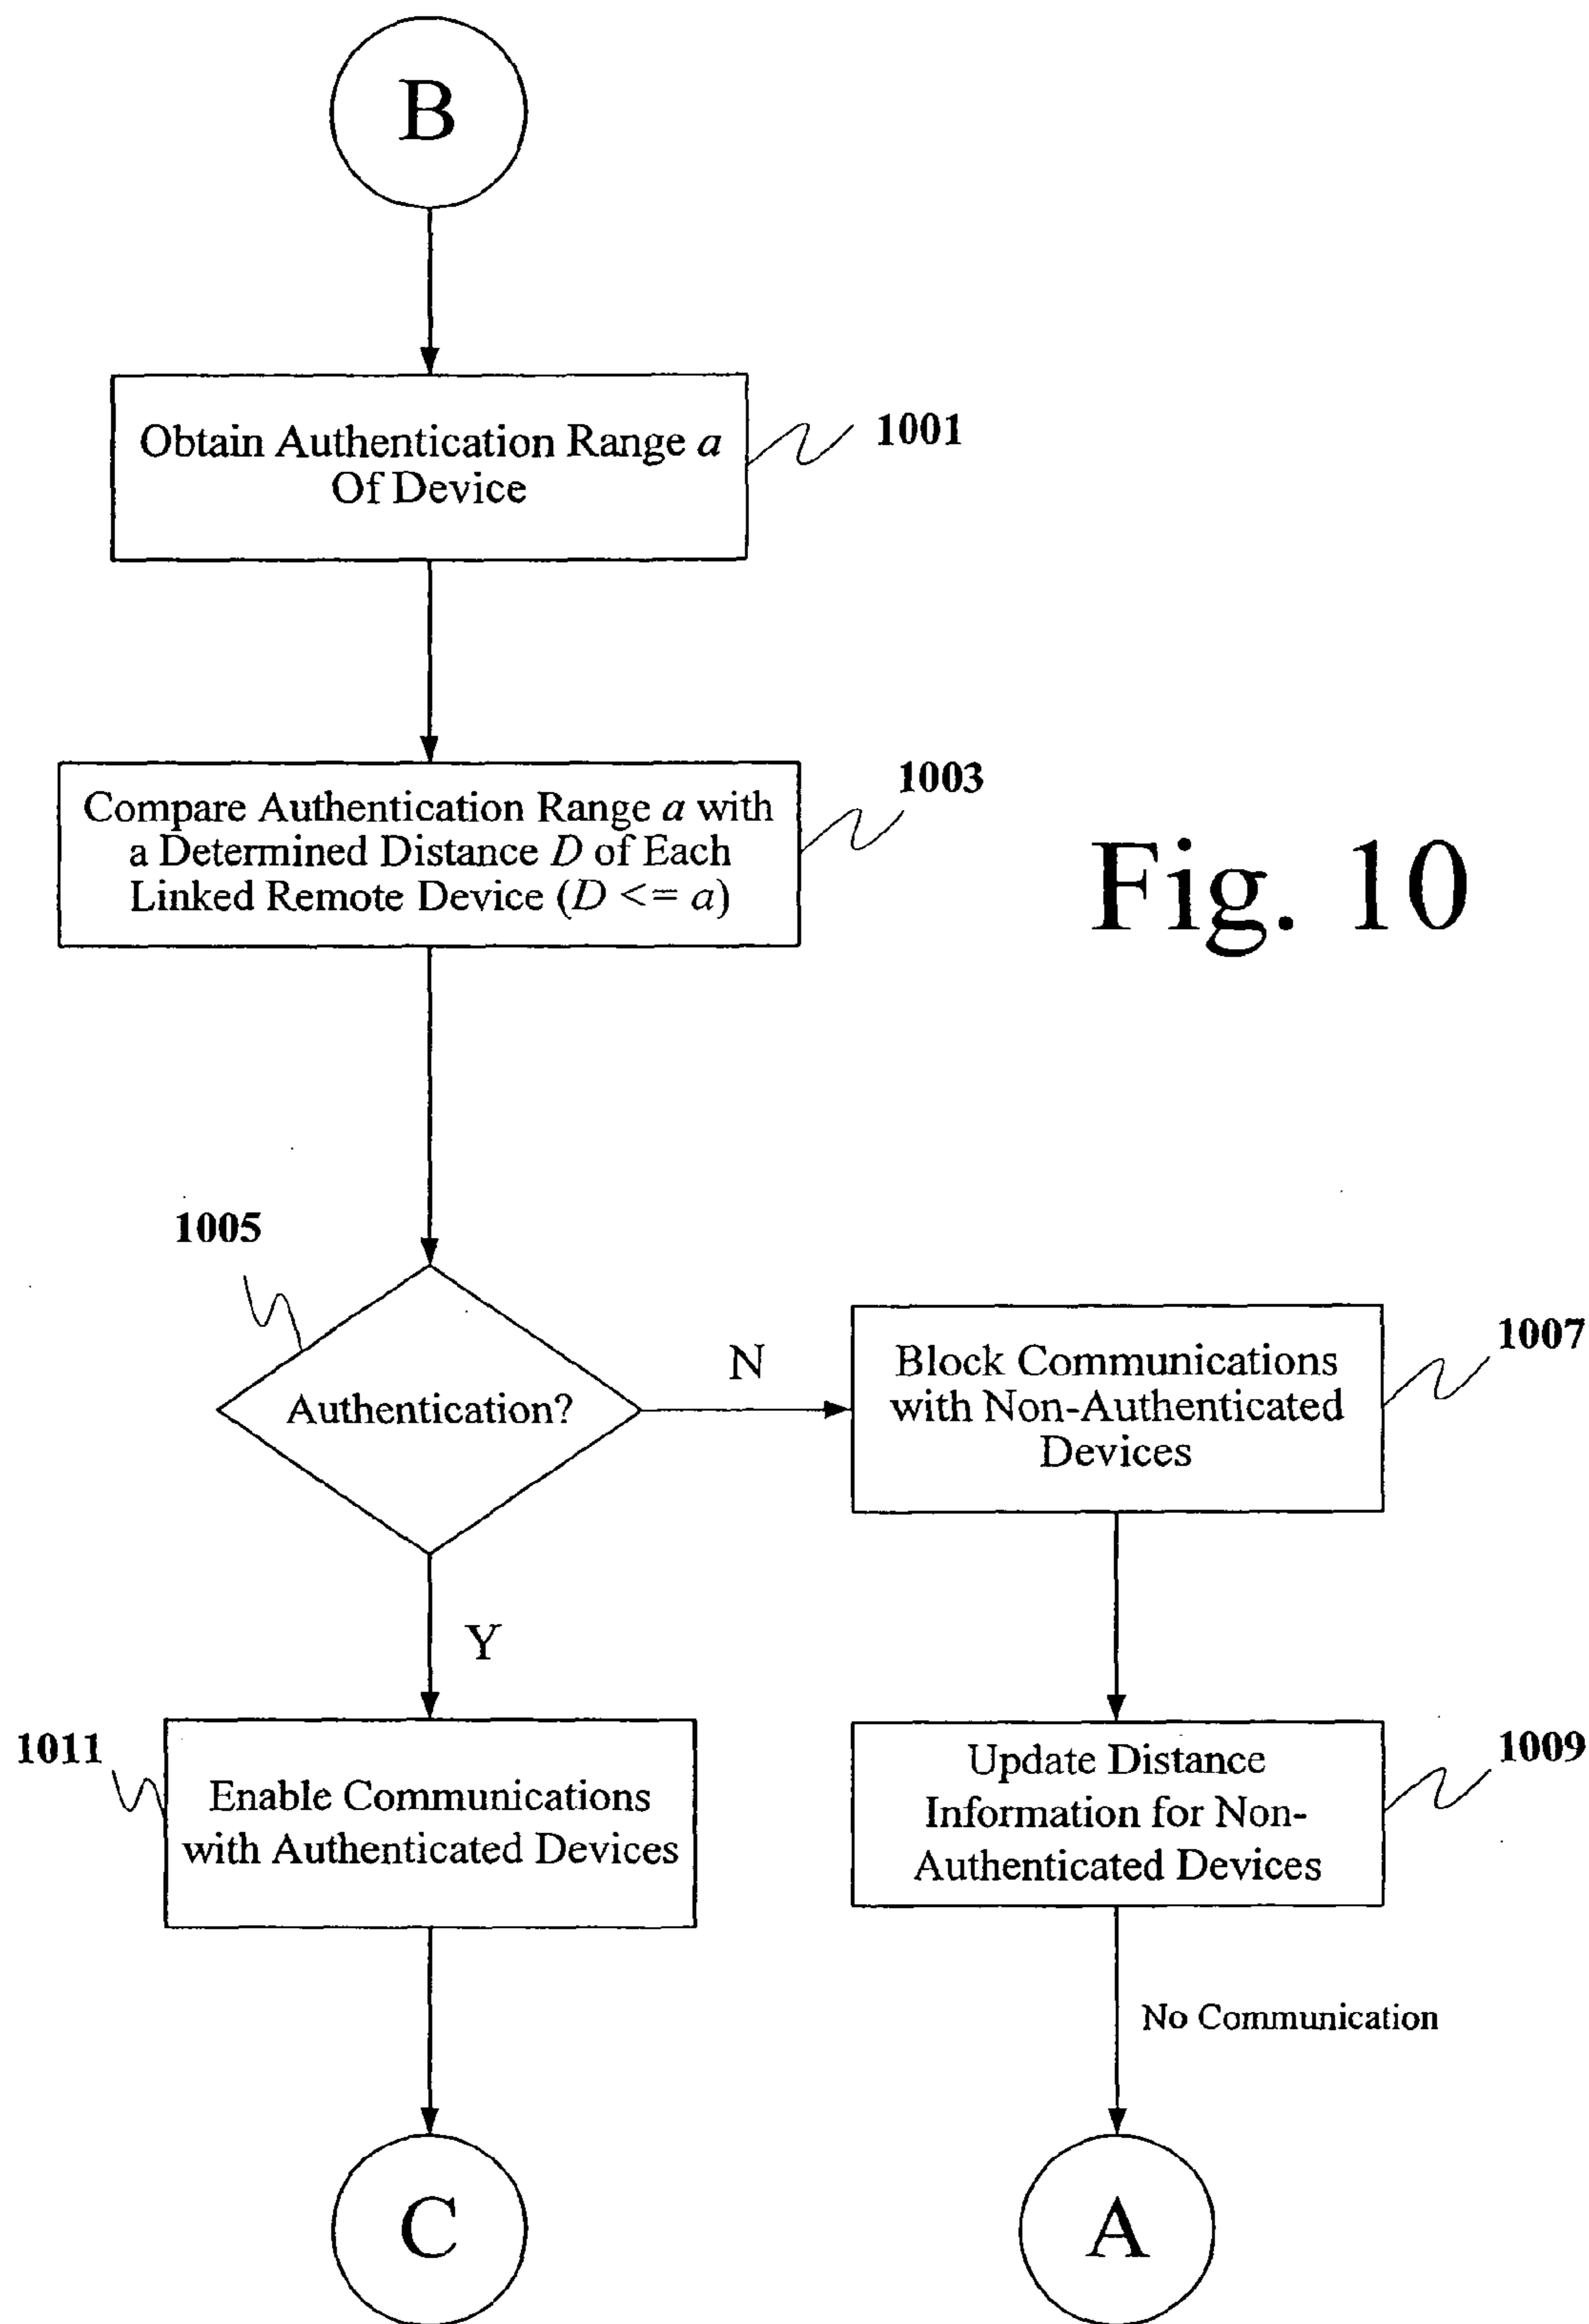 B
Obtain Authentication Range a
Of Device
1001
Compare Authentication Range a with
a Determined Distance D of Each
Linked Remote Device (D <= a)
1003
Fig. 10
1005
Authentication?
N
Block Communications
with Non-Authenticated
Devices
1007
Y
1011
Enable Communications
with Authenticated Devices
Update Distance
Information for Non-
Authenticated Devices
1009
No Communication
C
A